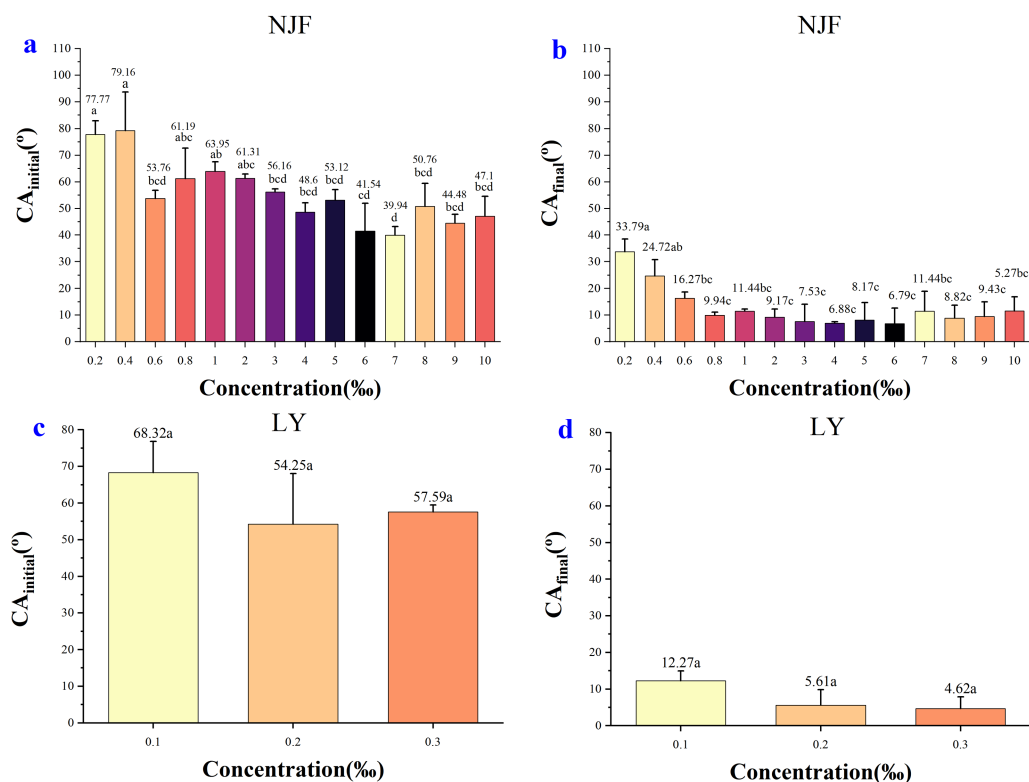 NJF
a
CA_initial(º)
110
100
90
80
70
60
50
40
30
20
10
0
77.77
a
79.16
a
53.76
bcd
61.19
abc
63.95
ab
61.31
abc
56.16
bcd
48.6
bcd
53.12
bcd
41.54
cd
39.94
d
50.76
bcd
44.48
bcd
47.1
bcd
0.2 0.4 0.6 0.8 1 2 3 4 5 6 7 8 9 10
Concentration(‰)
NJF
b
CA_final(º)
110
100
90
80
70
60
50
40
30
20
10
0
33.79a
24.72ab
16.27bc
9.94c
11.44bc
9.17c
7.53c
6.88c
8.17c
6.79c
11.44bc
8.82c
9.43c
5.27bc
0.2 0.4 0.6 0.8 1 2 3 4 5 6 7 8 9 10
Concentration(‰)
LY
c
CA_initial(º)
80
70
60
50
40
30
20
10
0
68.32a
54.25a
57.59a
0.1 0.2 0.3
Concentration(‰)
LY
d
CA_final(º)
80
70
60
50
40
30
20
10
0
12.27a
5.61a
4.62a
0.1 0.2 0.3
Concentration(‰)